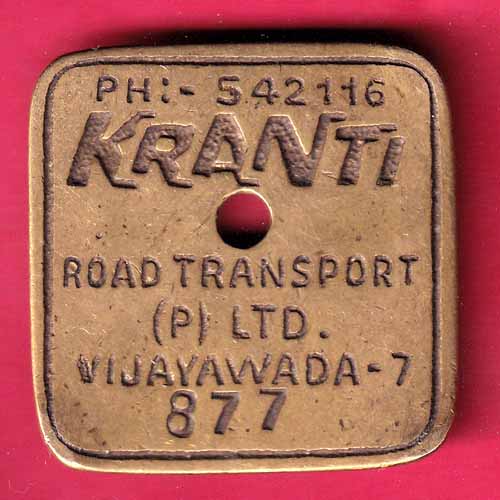 PH:- 542116
KRANTI
ROAD TRANSPORT
(P) LTD.
VIJAYAWADA-7
877